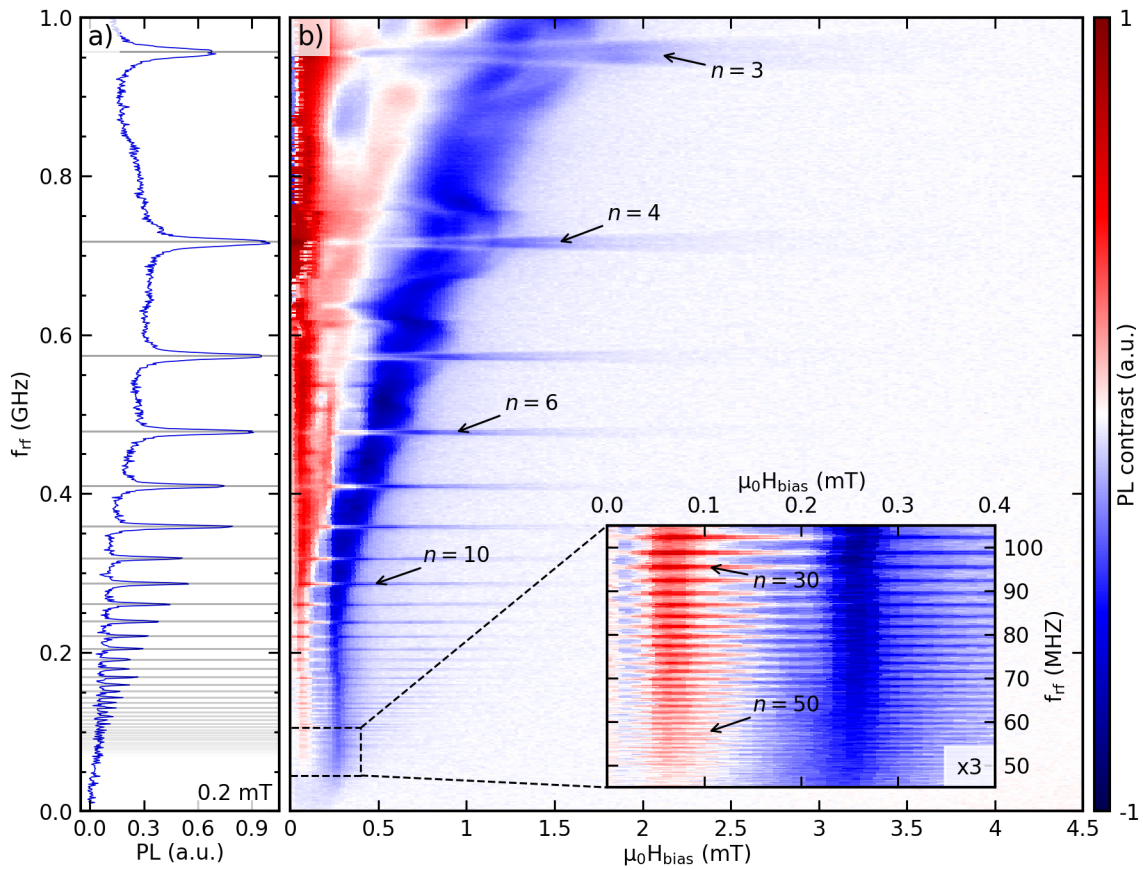 a)
b)
1.0
0.8
0.6
0.4
0.2
0.0
f_rf (GHz)
0.0 0.3 0.6 0.9
PL (a.u.)
0.2 mT
n = 3
n = 4
n = 6
n = 10
μ₀H_bias (mT)
0.0 0.1 0.2 0.3 0.4
n = 30
n = 50
x3
100
90
80
70
60
50
f_rf (MHZ)
0 0.5 1 1.5 2 2.5 3 3.5 4 4.5
μ₀H_bias (mT)
1
-1
PL contrast (a.u.)